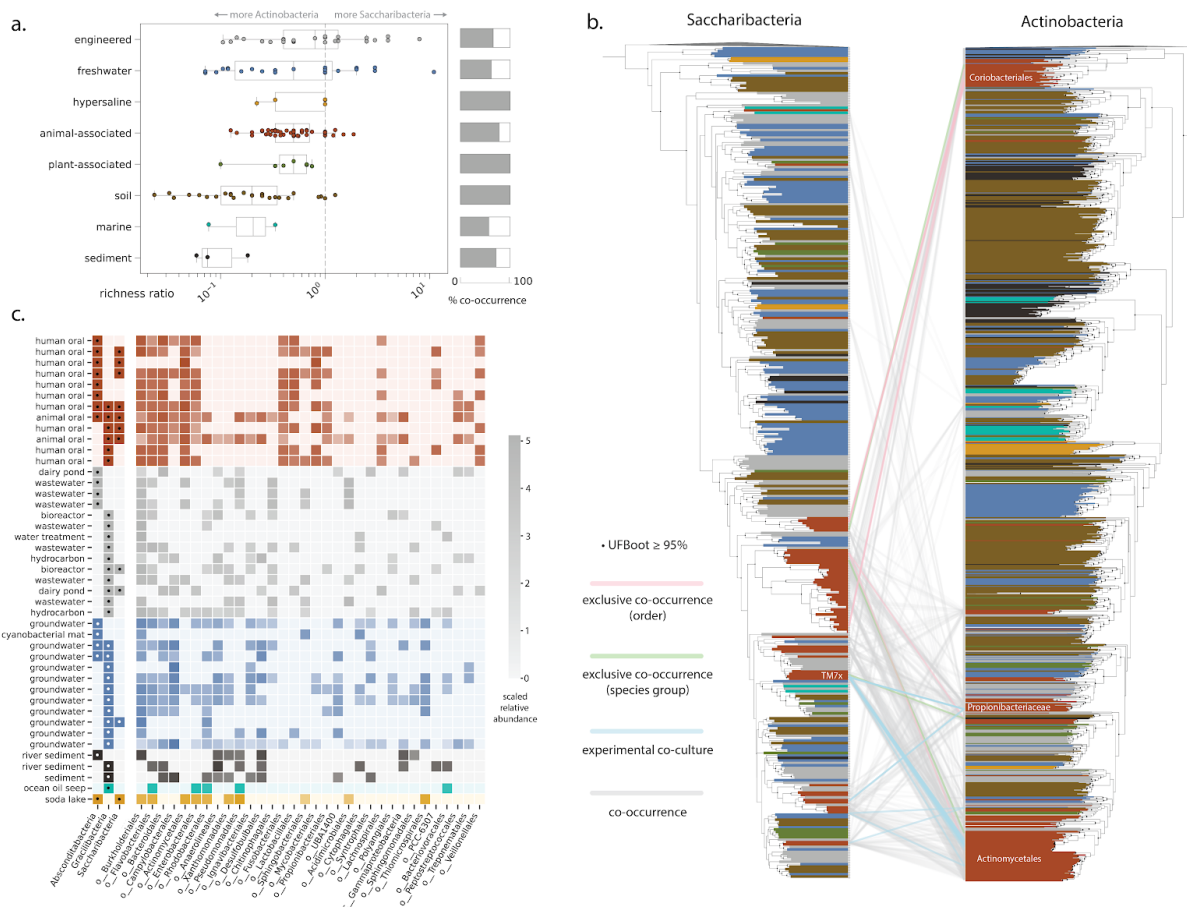 a.
more Actinobacteria
more Saccharibacteria
engineered
freshwater
hypersaline
animal-associated
plant-associated
soil
marine
sediment
richness ratio
10⁻¹
10⁰
10¹
0
100
% co-occurrence
b.
Saccharibacteria
Actinobacteria
Coriobacteriales
TM7x
Propionibacteriaceae
Actinomycetales
• UFBoot ≥ 95%
exclusive co-occurrence
(order)
exclusive co-occurrence
(species group)
experimental co-culture
co-occurrence
c.
human oral
human oral
human oral
human oral
human oral
human oral
human oral
animal oral
human oral
animal oral
human oral
human oral
dairy pond
wastewater
wastewater
wastewater
bioreactor
wastewater
water treatment
wastewater
hydrocarbon
bioreactor
wastewater
dairy pond
wastewater
hydrocarbon
groundwater
cyanobacterial mat
groundwater
groundwater
groundwater
groundwater
groundwater
groundwater
groundwater
groundwater
groundwater
groundwater
river sediment
river sediment
sediment
ocean oil seep
soda lake
5
4
3
2
1
0
scaled
relative
abundance
Absconditabacteria
Gracilibacteria
Saccharibacteria
o__Burkholderiales
o__Flavobacteriales
o__Bacteroidales
o__Campylobacterales
o__Actinomycetales
o__Enterobacterales
o__Rhodobacterales
o__Anaerolineales
o__Xanthomonadales
o__Pseudomonadales
o__Ignavibacteriales
o__Desulfobulbales
o__Chitinophagales
o__Fusobacteriales
o__Lactobacillales
o__Sphingobacteriales
o__Mycobacteriales
o__Propionibacteriales
o__UBA1400
o__Acidimicrobiales
o__Cytophagales
o__Syntrophales
o__Lachnospirales
o__Polyangiales
o__Gammaproteobacteria
o__Sphingomonadales
o__Thiomicrospirales
o__PCC-6307
o__Bacteriovoracales
o__Peptostreptococcales
o__Treponematales
o__Veillonellales